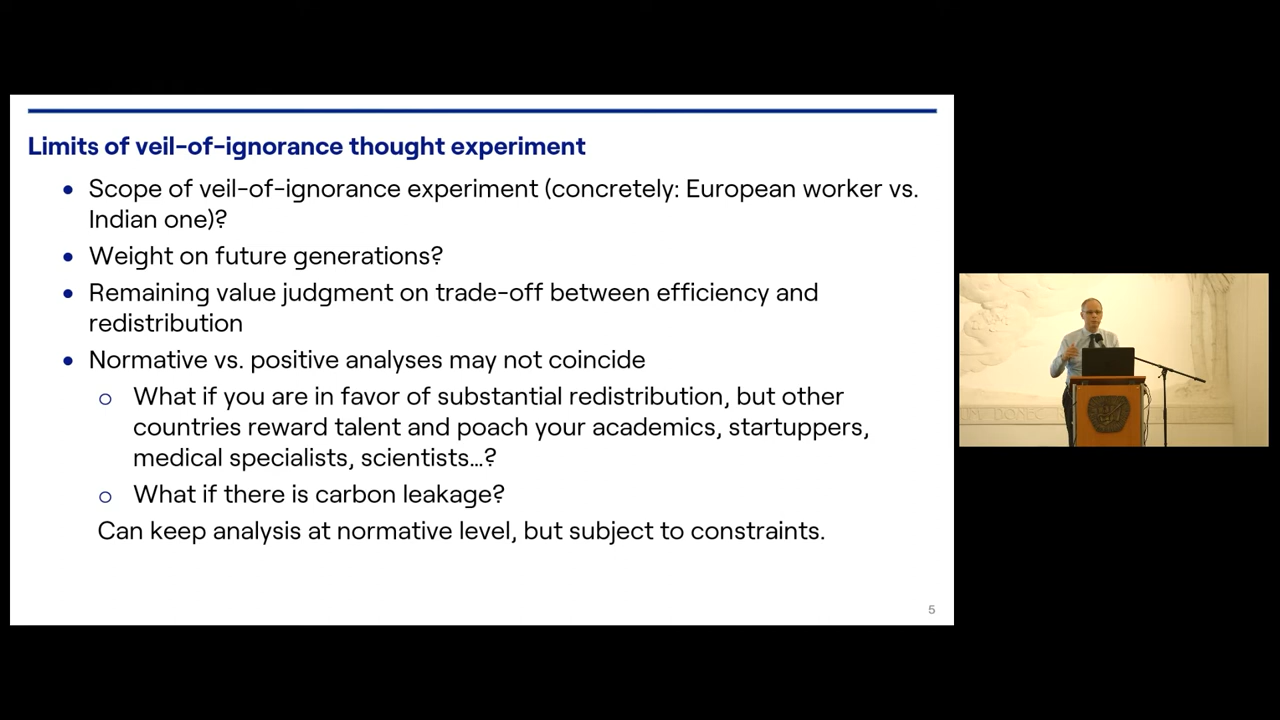 Limits of veil-of-ignorance thought experiment
• Scope of veil-of-ignorance experiment (concretely: European worker vs.
Indian one)?
• Weight on future generations?
• Remaining value judgment on trade-off between efficiency and
redistribution
• Normative vs. positive analyses may not coincide
o What if you are in favor of substantial redistribution, but other
countries reward talent and poach your academics, startuppers,
medical specialists, scientists…?
o What if there is carbon leakage?
Can keep analysis at normative level, but subject to constraints.
5